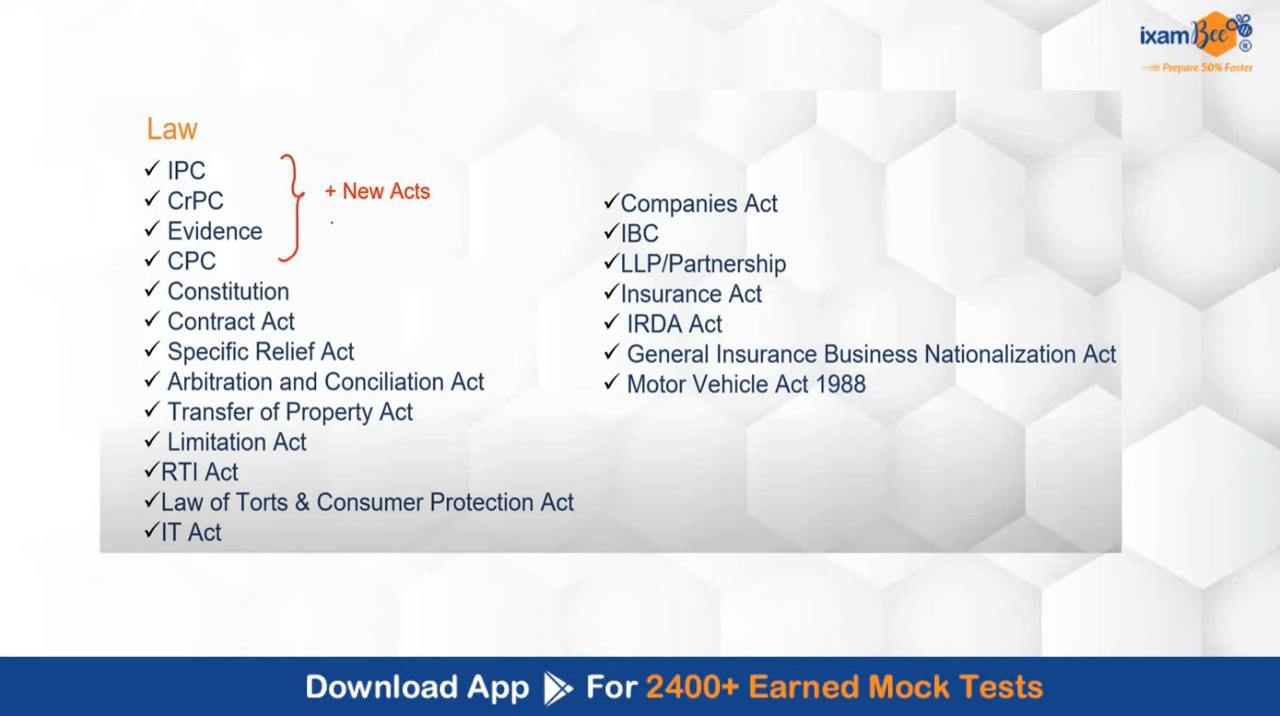 ixamBee®
Prepare 50% Faster
Law
✓ IPC
✓ CrPC
✓ Evidence
✓ CPC
+ New Acts
✓ Constitution
✓ Contract Act
✓ Specific Relief Act
✓ Arbitration and Conciliation Act
✓ Transfer of Property Act
✓ Limitation Act
✓RTI Act
✓Law of Torts & Consumer Protection Act
✓IT Act
✓Companies Act
✓IBC
✓LLP/Partnership
✓Insurance Act
✓ IRDA Act
✓ General Insurance Business Nationalization Act
✓ Motor Vehicle Act 1988
Download App For 2400+ Earned Mock Tests